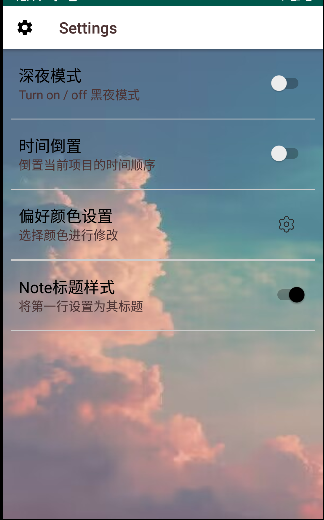 Settings
深夜模式
Turn on / off 黑夜模式
时间倒置
倒置当前项目的时间顺序
偏好颜色设置
选择颜色进行修改
Note标题样式
将第一行设置为其标题